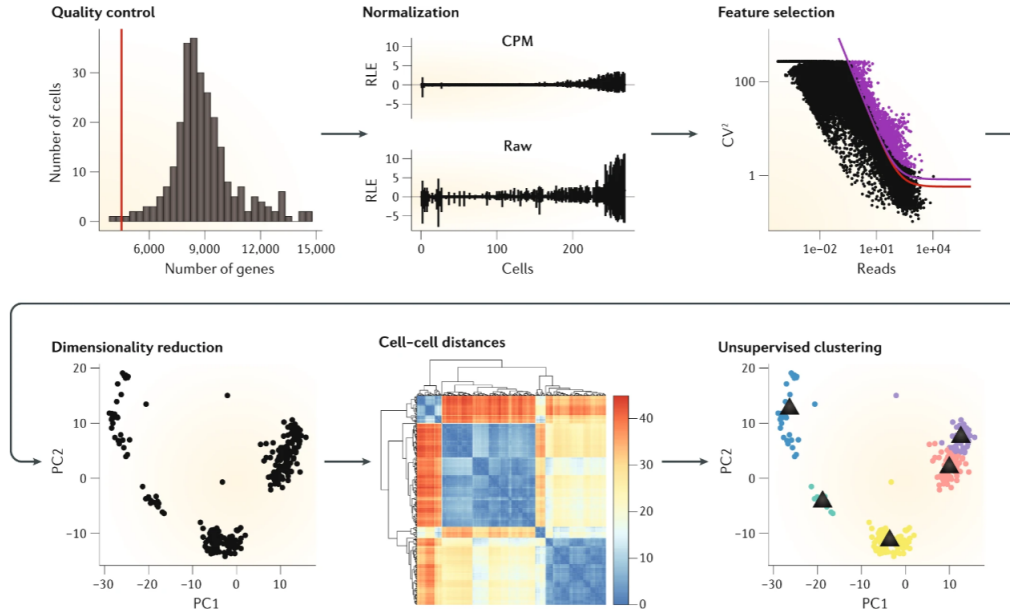 Quality control
Number of cells
30
20
10
0
6,000 9,000 12,000 15,000
Number of genes
Normalization
CPM
RLE
10
5
0
−5
Raw
RLE
10
5
0
−5
0 100 200
Cells
Feature selection
CV²
100
1
1e−02 1e+01 1e+04
Reads
Dimensionality reduction
PC2
20
10
0
−10
−30 −20 −10 0 10
PC1
Cell–cell distances
40
30
20
10
0
Unsupervised clustering
PC2
20
10
0
−10
−30 −20 −10 0 10
PC1